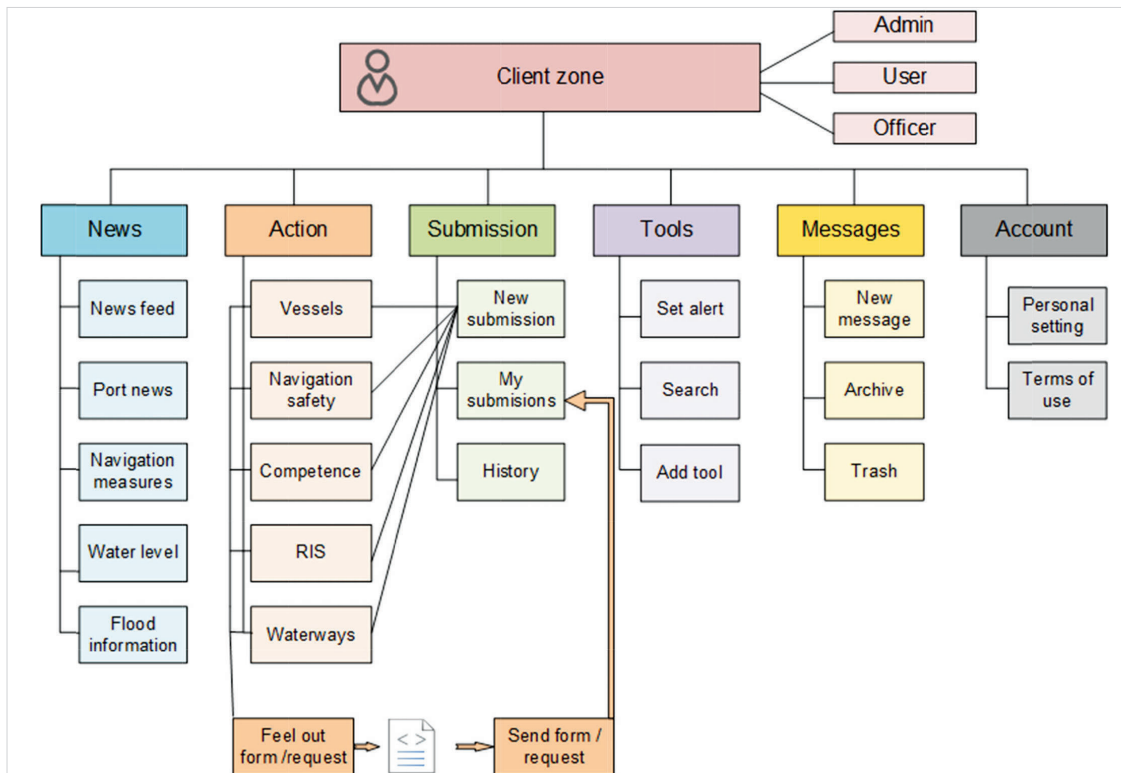 Client zone
Admin
User
Officer
News
Action
Submission
Tools
Messages
Account
News feed
Port news
Navigation
measures
Water level
Flood
information
Vessels
Navigation
safety
Competence
RIS
Waterways
New
submission
My
submisions
History
Set alert
Search
Add tool
New
message
Archive
Trash
Personal
setting
Terms of
use
Feel out
form /request
< >
Send form /
request